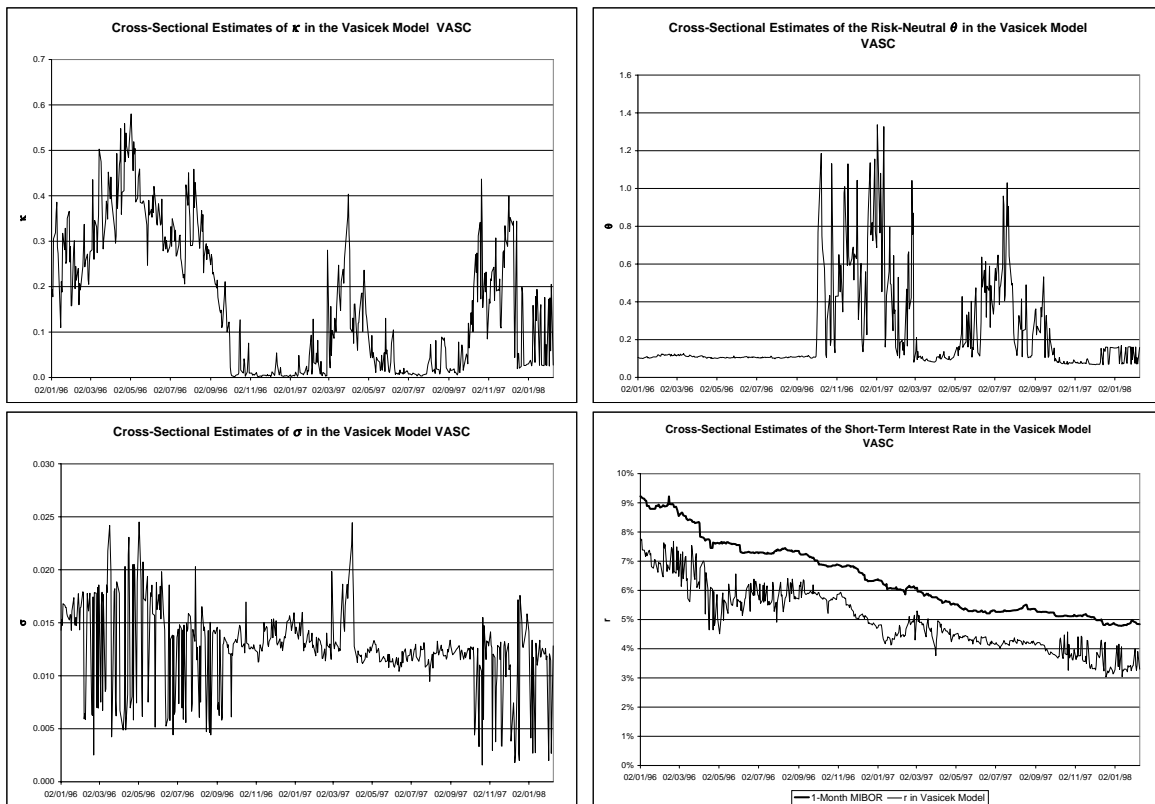 Cross-Sectional Estimates of κ in the Vasicek Model VASC
0.7
0.6
0.5
0.4
0.3
0.2
0.1
0.0
κ
02/01/96 02/03/96 02/05/96 02/07/96 02/09/96 02/11/96 02/01/97 02/03/97 02/05/97 02/07/97 02/09/97 02/11/97 02/01/98
Cross-Sectional Estimates of the Risk-Neutral θ in the Vasicek Model
VASC
1.6
1.4
1.2
1.0
0.8
0.6
0.4
0.2
0.0
θ
02/01/96 02/03/96 02/05/96 02/07/96 02/09/96 02/11/96 02/01/97 02/03/97 02/05/97 02/07/97 02/09/97 02/11/97 02/01/98
Cross-Sectional Estimates of σ in the Vasicek Model VASC
0.030
0.025
0.020
0.015
0.010
0.005
0.000
σ
02/01/96 02/03/96 02/05/96 02/07/96 02/09/96 02/11/96 02/01/97 02/03/97 02/05/97 02/07/97 02/09/97 02/11/97 02/01/98
Cross-Sectional Estimates of the Short-Term Interest Rate in the Vasicek Model
VASC
10%
9%
8%
7%
6%
5%
4%
3%
2%
1%
0%
r
02/01/96 02/03/96 02/05/96 02/07/96 02/09/96 02/11/96 02/01/97 02/03/97 02/05/97 02/07/97 02/09/97 02/11/97 02/01/98
1-Month MIBOR r in Vasicek Model